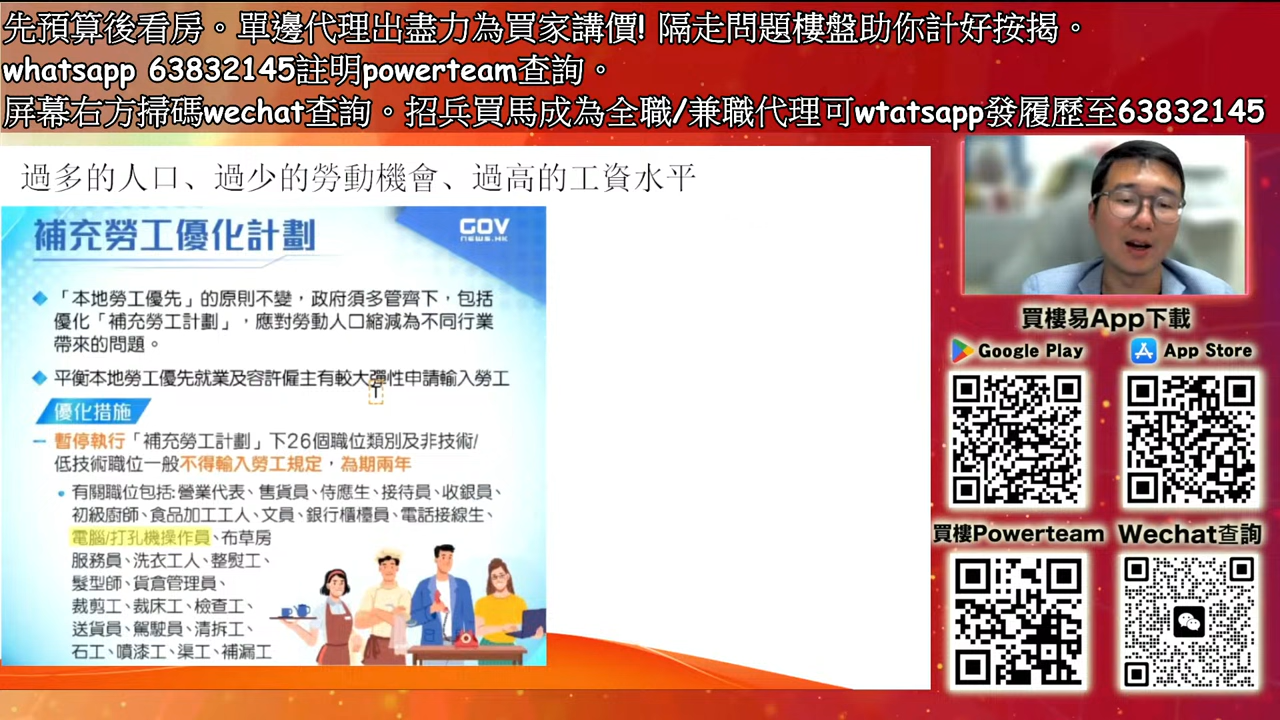 先預算後看房。單邊代理出盡力為買家講價! 隔走問題樓盤助你計好按揭。
whatsapp 63832145註明powerteam查詢。
屏幕右方掃碼wechat查詢。招兵買馬成為全職/兼職代理可wtatsapp發履歷至63832145
過多的人口、過少的勞動機會、過高的工資水平
補充勞工優化計劃
GOV
NEWS.HK
「本地勞工優先」的原則不變，政府須多管齊下，包括
優化「補充勞工計劃」，應對勞動人口縮減為不同行業
帶來的問題。
平衡本地勞工優先就業及容許僱主有較大彈性申請輸入勞工
T
優化措施
暫停執行「補充勞工計劃」下26個職位類別及非技術/
低技術職位一般不得輸入勞工規定，為期兩年
有關職位包括:營業代表、售貨員、侍應生、接待員、收銀員、
初級廚師、食品加工工人、文員、銀行櫃檯員、電話接線生、
電腦/打孔機操作員、布草房
服務員、洗衣工人、整熨工、
髮型師、貨倉管理員、
裁剪工、裁床工、檢查工、
送貨員、駕駛員、清拆工、
石工、噴漆工、渠工、補漏工
買樓易App下載
Google Play
App Store
買樓Powerteam
Wechat查詢